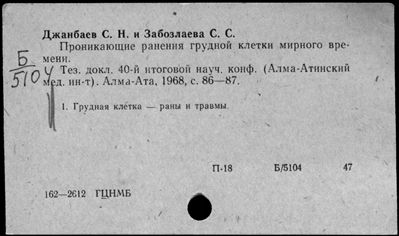 Джанбаев С. Н. и Забозлаева С. С.
Проникающие ранения грудной клетки мирного вре-
мени.
Б
5104
Тез. докл. 40-й итоговой науч. конф. (Алма-Атинский
мед. ин-т). Алма-Ата, 1968, с. 86—87.
1. Грудная клетка — раны и травмы.
П-18 Б/5104 47
162—2612 ГЦНМБ